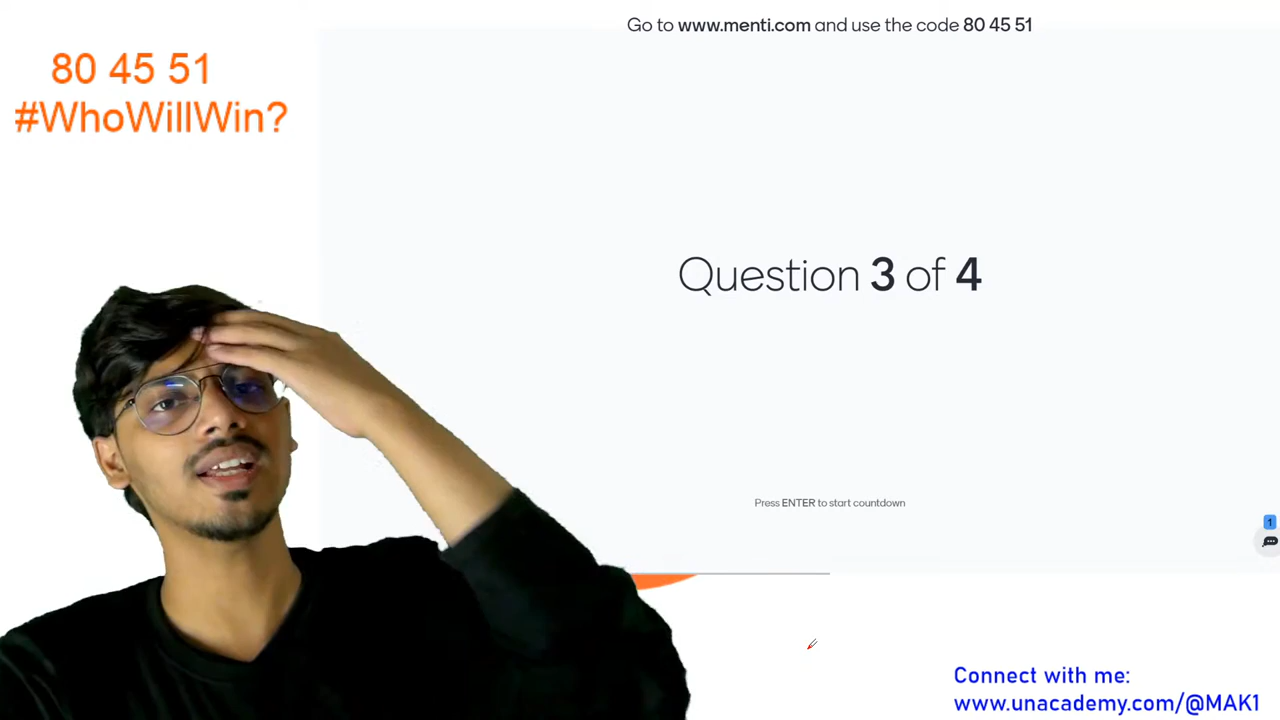 Go to www.menti.com and use the code 80 45 51
80 45 51
#WhoWillWin?
Question 3 of 4
Press ENTER to start countdown
1
Connect with me:
www.unacademy.com/@MAK1